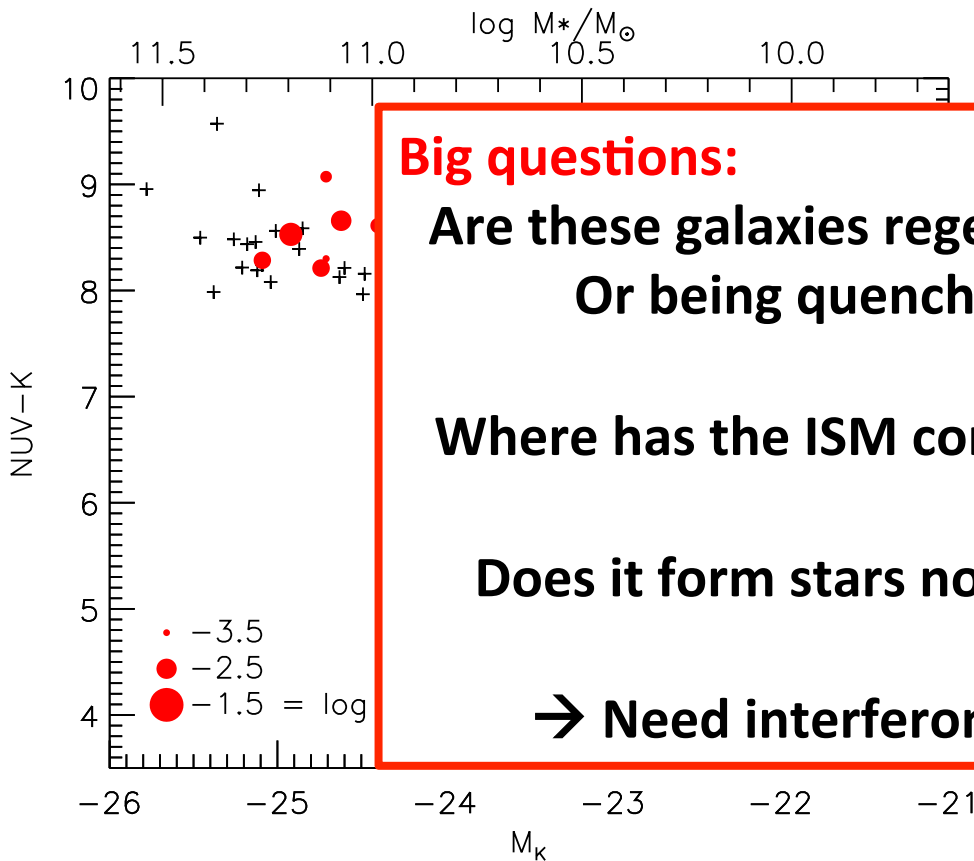 log M*/M☉
11.5 11.0 10.5 10.0
10
9
8
7
6
5
4
NUV−K
Big questions:
Are these galaxies rege
Or being quench
Where has the ISM co
Does it form stars no
→ Need interfero
−3.5
−2.5
−1.5 = log
−26 −25 −24 −23 −22 −21
M_K